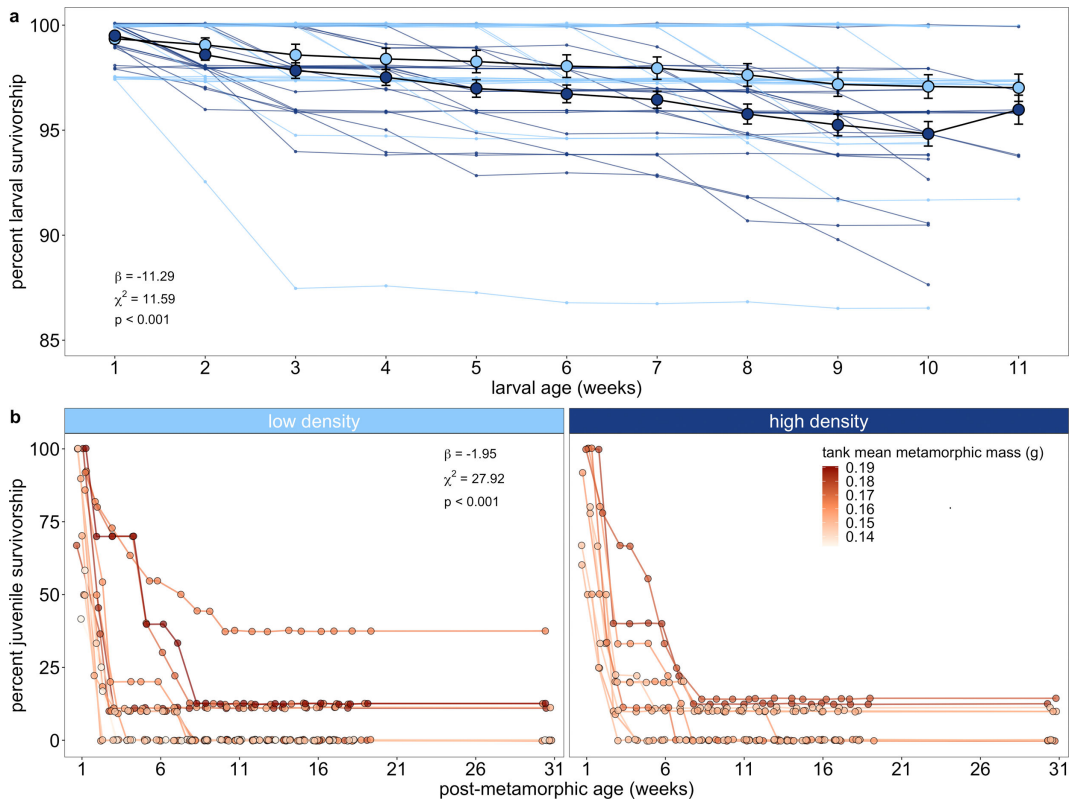 a
percent larval survivorship
100
95
90
85
β = -11.29
χ² = 11.59
p < 0.001
1 2 3 4 5 6 7 8 9 10 11
larval age (weeks)
b
low density
high density
percent juvenile survivorship
100
75
50
25
0
β = -1.95
χ² = 27.92
p < 0.001
tank mean metamorphic mass (g)
0.19
0.18
0.17
0.16
0.15
0.14
1 6 11 16 21 26 31
1 6 11 16 21 26 31
post-metamorphic age (weeks)